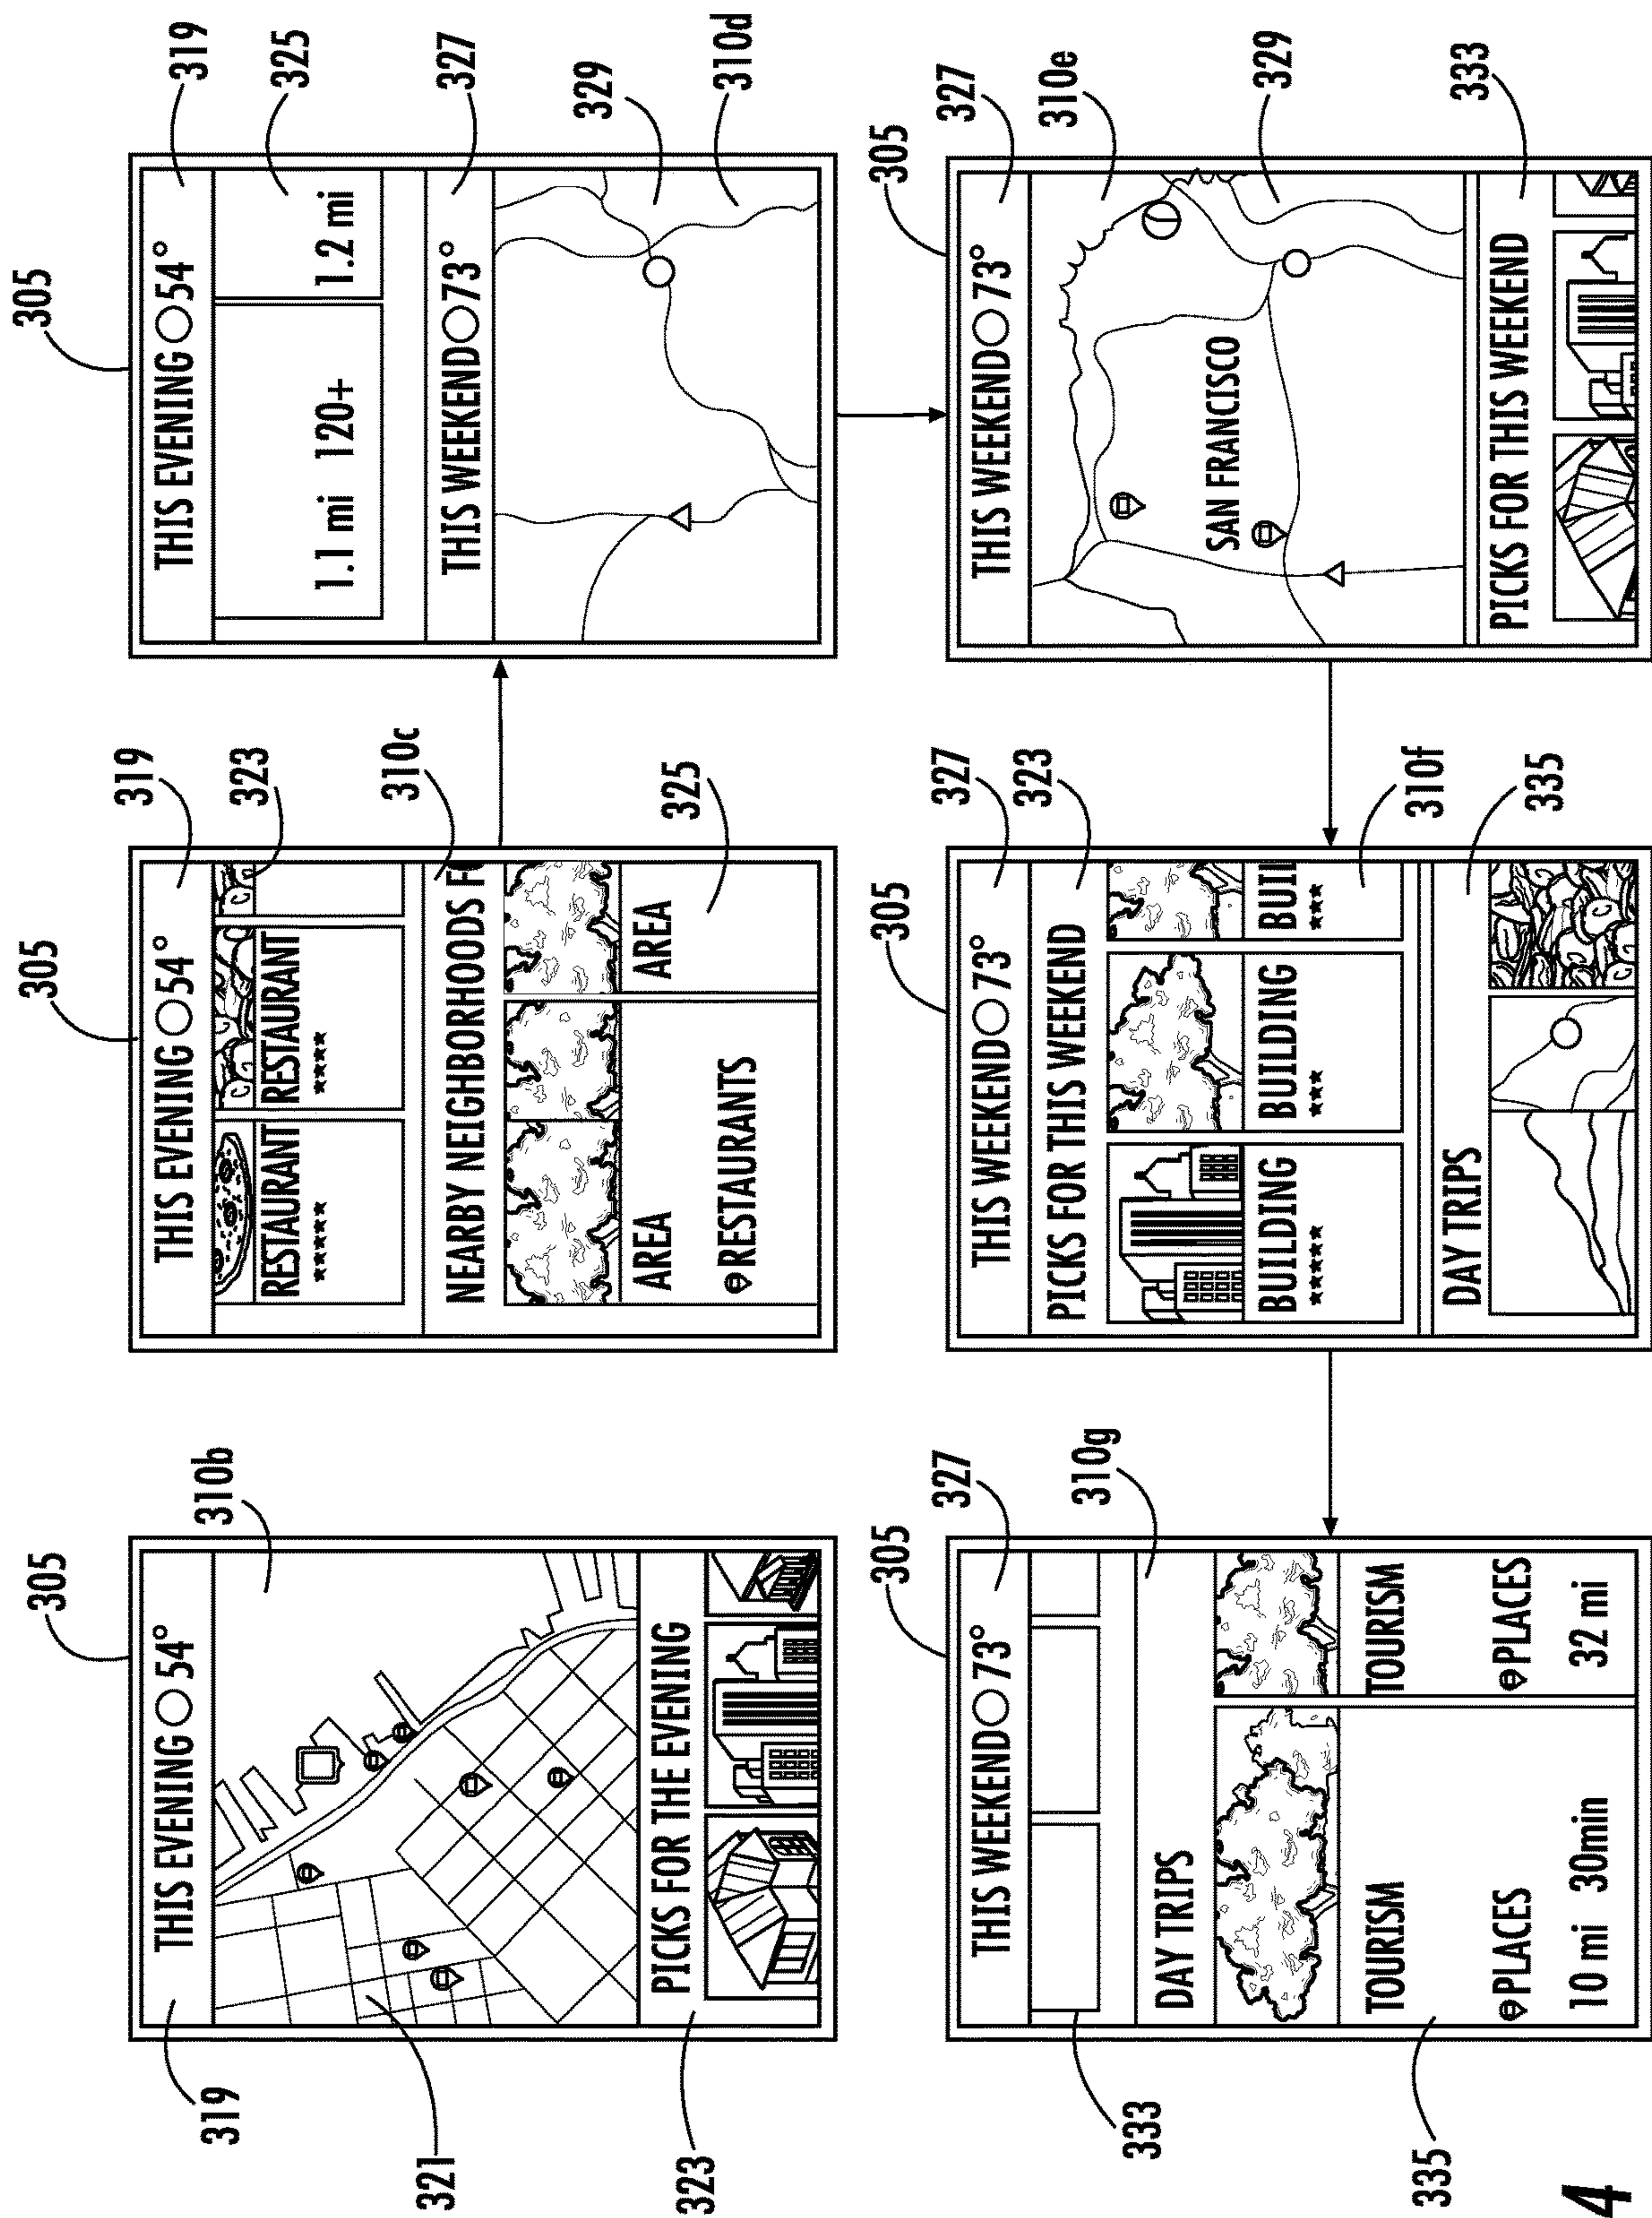 305
THIS EVENING 54°
310b
319
321
PICKS FOR THE EVENING
323
305
THIS EVENING 54°
319
323
RESTAURANT RESTAURANT
★★★★★ ★★★★
310c
NEARBY NEIGHBORHOODS FO
AREA AREA
325
RESTAURANTS
305
THIS EVENING 54°
319
325
1.1 mi 120+ 1.2 mi
THIS WEEKEND 73°
327
329
310d
305
THIS WEEKEND 73°
327
310g
333
DAY TRIPS
TOURISM TOURISM
335
PLACES PLACES
10 mi 30min 32 mi
305
THIS WEEKEND 73°
327
323
PICKS FOR THIS WEEKEND
BUILDING BUILDING BUIL
★★★★★ ★★★ ★★★
310f
DAY TRIPS
335
305
THIS WEEKEND 73°
327
310e
SAN FRANCISCO
329
PICKS FOR THIS WEEKEND
333
4